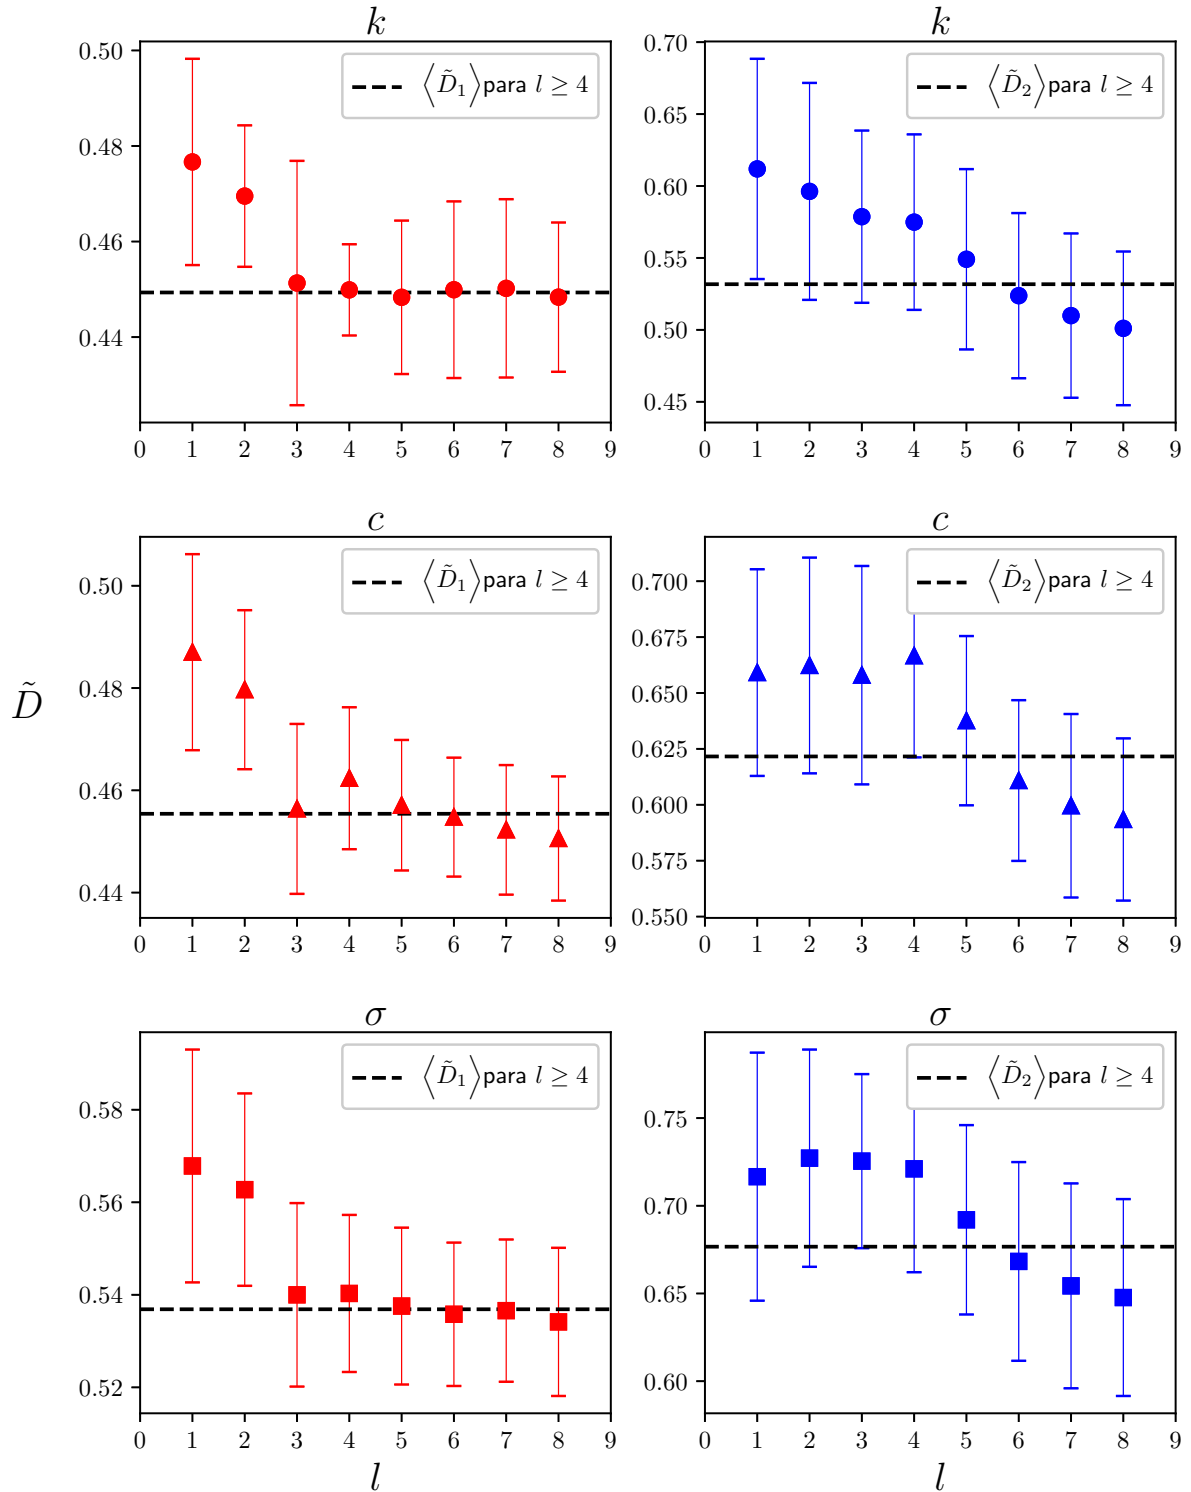 k
0.50
0.48
0.46
0.44
⟨D̃₁⟩para l ≥ 4
0 1 2 3 4 5 6 7 8 9
k
0.70
0.65
0.60
0.55
0.50
0.45
⟨D̃₂⟩para l ≥ 4
0 1 2 3 4 5 6 7 8 9
D̃
c
0.50
0.48
0.46
0.44
⟨D̃₁⟩para l ≥ 4
0 1 2 3 4 5 6 7 8 9
c
0.700
0.675
0.650
0.625
0.600
0.575
0.550
⟨D̃₂⟩para l ≥ 4
0 1 2 3 4 5 6 7 8 9
σ
0.58
0.56
0.54
0.52
⟨D̃₁⟩para l ≥ 4
0 1 2 3 4 5 6 7 8 9
l
σ
0.75
0.70
0.65
0.60
⟨D̃₂⟩para l ≥ 4
0 1 2 3 4 5 6 7 8 9
l